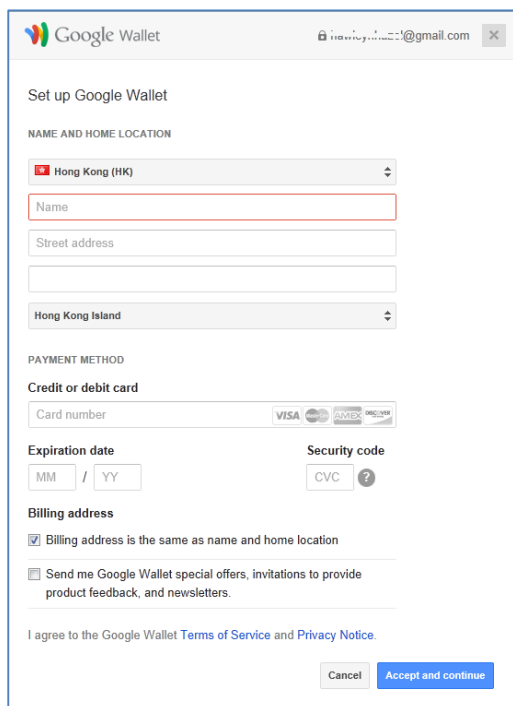 Google Wallet
@gmail.com
Set up Google Wallet
NAME AND HOME LOCATION
Hong Kong (HK)
Name
Street address
Hong Kong Island
PAYMENT METHOD
Credit or debit card
Card number VISA MasterCard AMEX DISCOVER
Expiration date Security code
MM / YY CVC ?
Billing address
Billing address is the same as name and home location
Send me Google Wallet special offers, invitations to provide
product feedback, and newsletters.
I agree to the Google Wallet Terms of Service and Privacy Notice.
Cancel Accept and continue